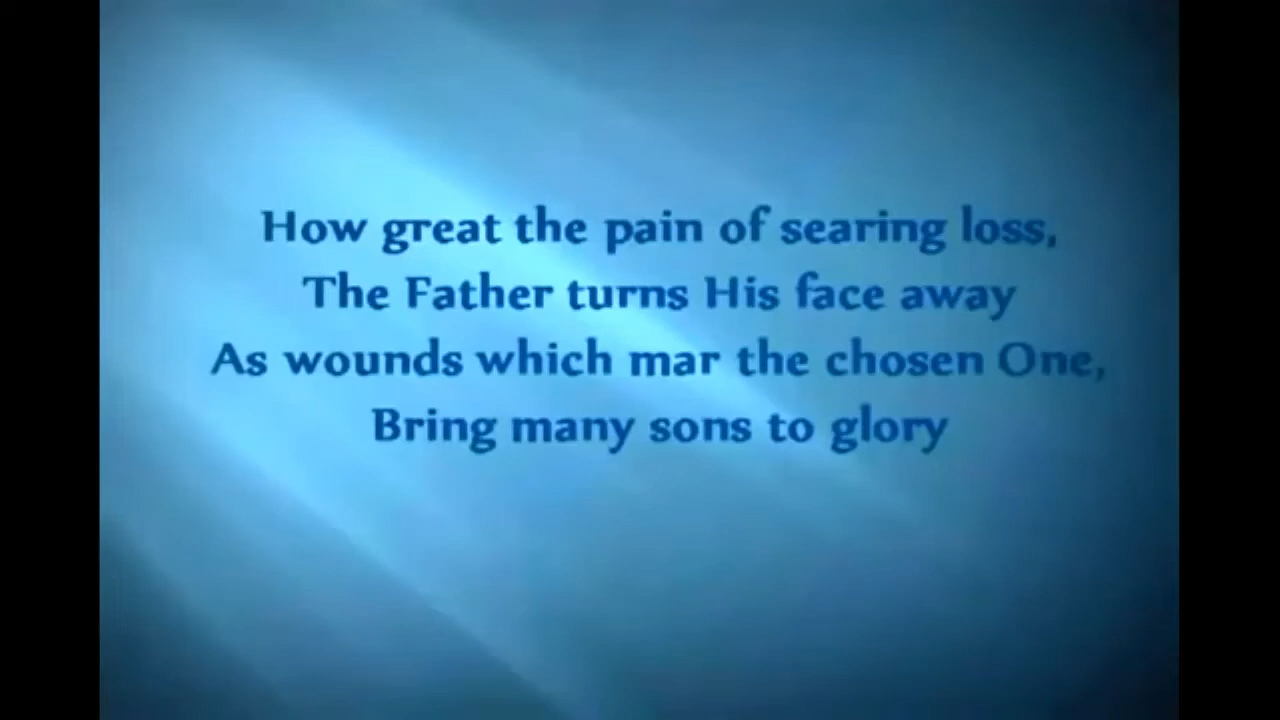 How great the pain of searing loss,
The Father turns His face away
As wounds which mar the chosen One,
Bring many sons to glory